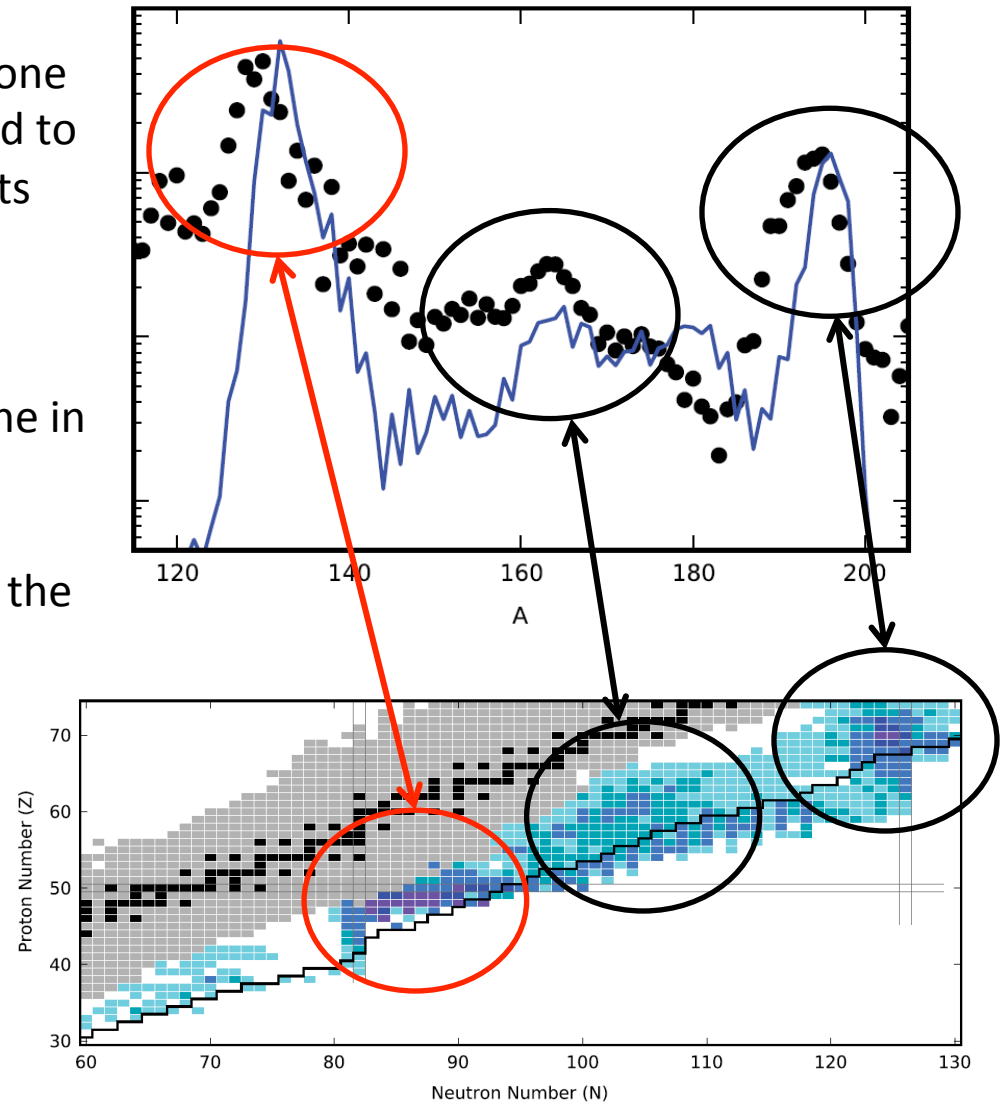 one
d to
ts
ne in
the
120 140 160 180 200
A
70
60
50
40
30
Proton Number (Z)
60 70 80 90 100 110 120 130
Neutron Number (N)